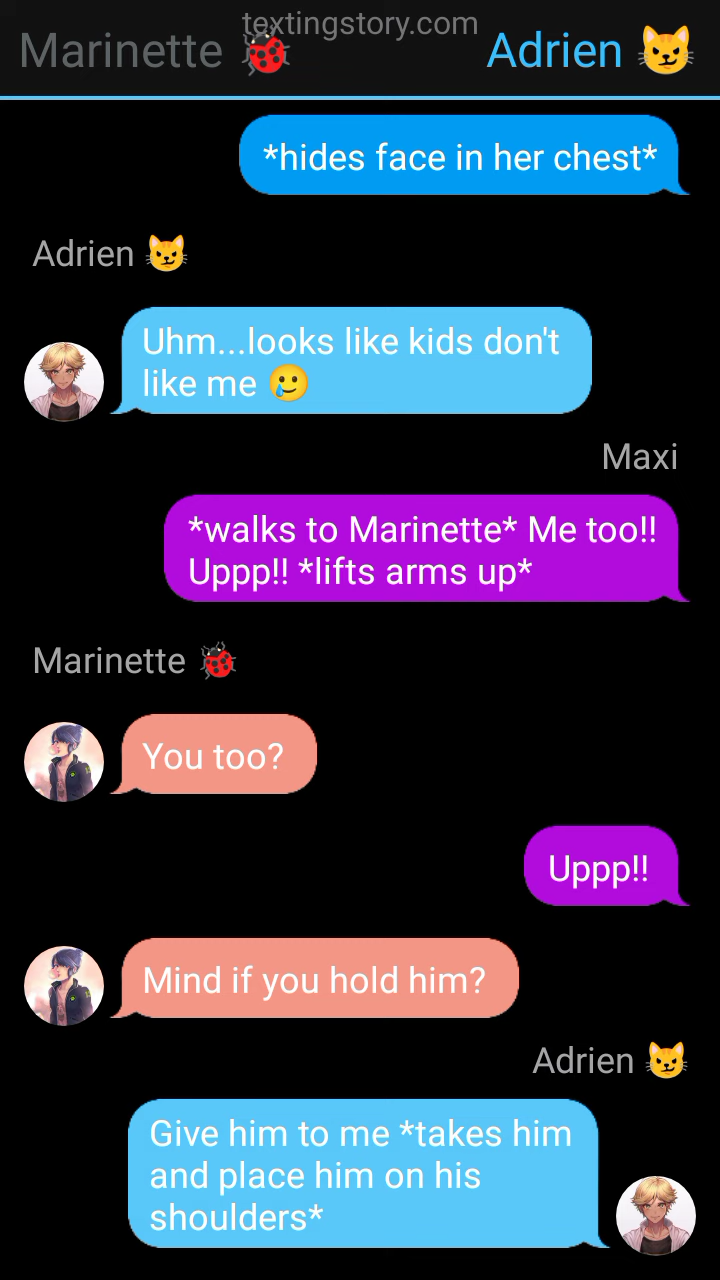 textingstory.com
Marinette 🐞 Adrien 😼
*hides face in her chest*
Adrien 😼
Uhm...looks like kids don't
like me 🥲
Maxi
*walks to Marinette* Me too!!
Uppp!! *lifts arms up*
Marinette 🐞
You too?
Uppp!!
Mind if you hold him?
Adrien 😼
Give him to me *takes him
and place him on his
shoulders*